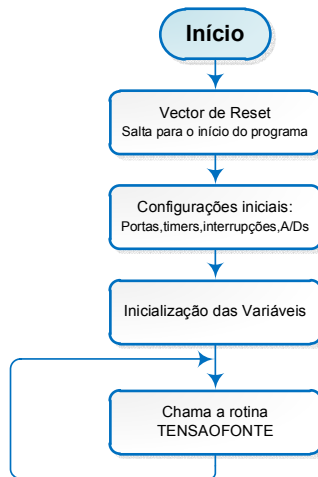 Início
Vector de Reset
Salta para o início do programa
Configurações iniciais:
Portas,timers,interrupções,A/Ds
Inicialização das Variáveis
Chama a rotina
TENSAOFONTE